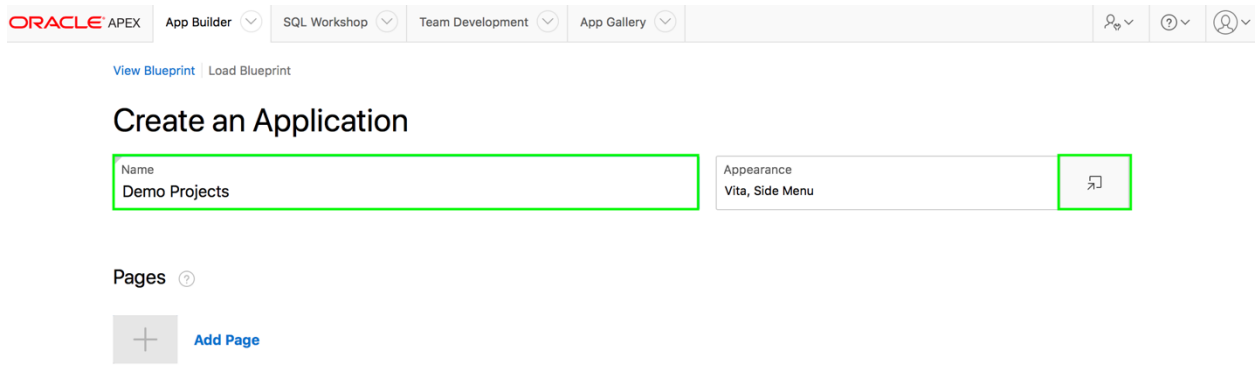 ORACLE APEX App Builder SQL Workshop Team Development App Gallery
View Blueprint Load Blueprint
Create an Application
Name
Demo Projects
Appearance
Vita, Side Menu
Pages ?
Add Page